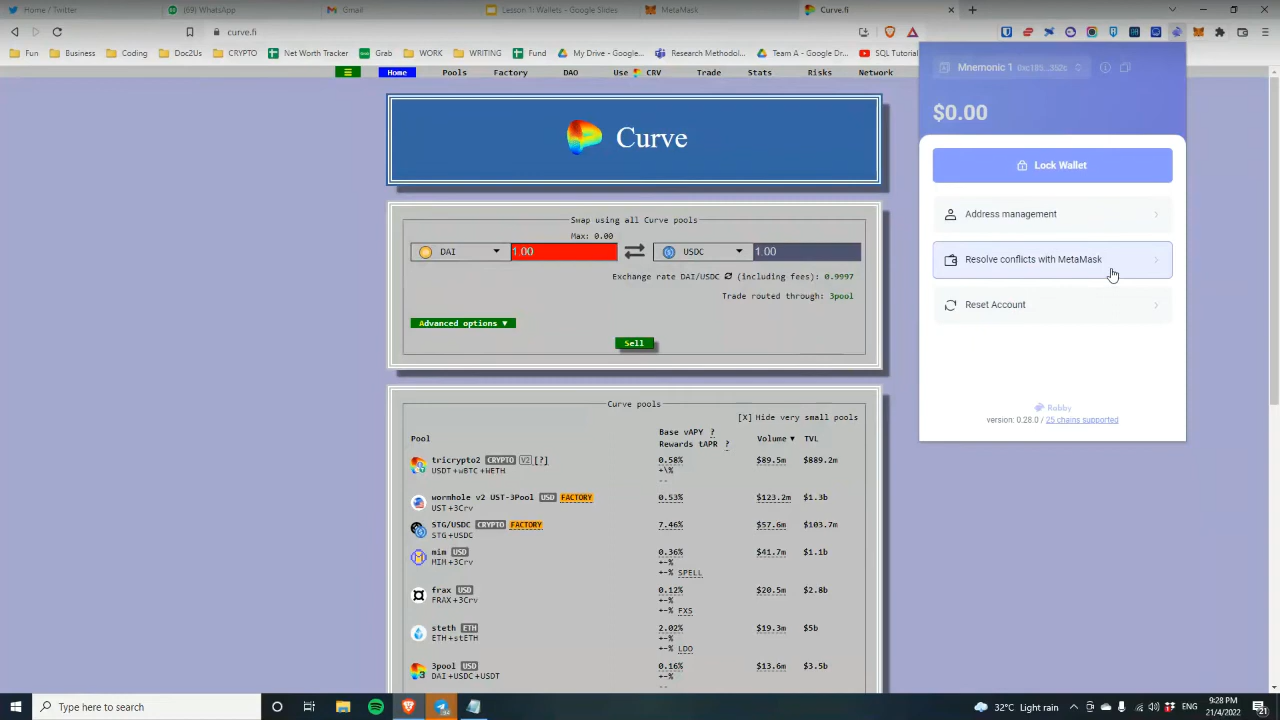 Home / Twitter
(69) WhatsApp
Gmail
Lesson 1: Wallets - Google Slides
MetaMask
Curve.fi
curve.fi
Fun
Business
Coding
Doc2Us
CRYPTO
Net Worth Tracker
Grab
WORK
WRITING
Fund
My Drive - Google...
Research Methodol...
Team A - Google Dr...
SQL Tutorial
Home
Pools
Factory
DAO
Use CRV
Trade
Stats
Risks
Network
Mnemonic 1
$0.00
Curve
Lock Wallet
Address management
Resolve conflicts with MetaMask
Reset Account
Rabby
version: 0.28.0 / 25 chains supported
Swap using all Curve pools
Max: 0.00
DAI
1.00
USDC
1.00
Exchange rate DAI/USDC (including fees): 0.9997
Trade routed through: 3pool
Advanced options ▼
Sell
Curve pools
[X] Hide very small pools
Pool
Base vAPY ?
Rewards tAPR ?
Volume ▼
TVL
tricrypto2 CRYPTO V2 [?]
USDT+wBTC+WETH
0.58%
+\%
--
$89.5m
$889.2m
wormhole v2 UST-3Pool USD FACTORY
UST+3Crv
0.53%
$123.2m
$1.3b
STG/USDC CRYPTO FACTORY
STG+USDC
7.46%
$57.6m
$103.7m
mim USD
MIM+3Crv
0.36%
+-%
+-% SPELL
$41.7m
$1.1b
frax USD
FRAX+3Crv
0.12%
+-%
+-% FXS
$20.5m
$2.8b
steth ETH
ETH+stETH
2.02%
+-%
+-% LDO
$19.3m
$5b
3pool USD
DAI+USDC+USDT
0.16%
+-%
--
$13.6m
$3.5b
Type here to search
32°C Light rain
9:28 PM
21/4/2022